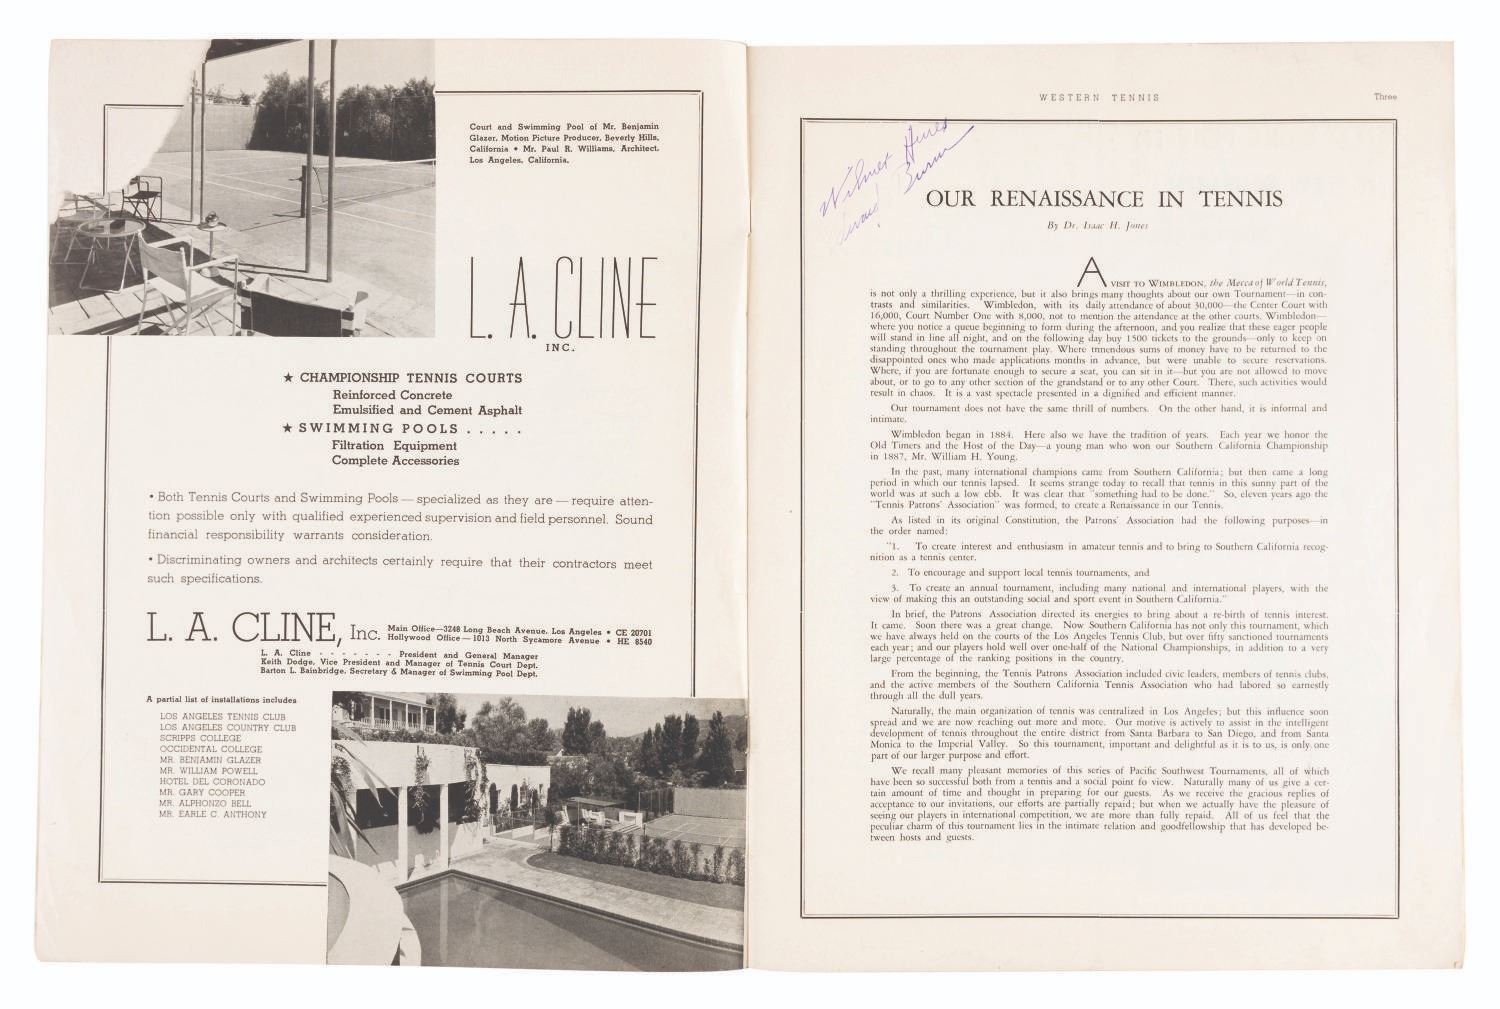 Court and Swimming Pool of Mr. Benjamin
Glazer, Motion Picture Producer, Beverly Hills,
California • Mr. Paul R. Williams, Architect,
Los Angeles, California.
L. A. CLINE
INC.
★ CHAMPIONSHIP TENNIS COURTS
Reinforced Concrete
Emulsified and Cement Asphalt
★ SWIMMING POOLS . . . . .
Filtration Equipment
Complete Accessories
• Both Tennis Courts and Swimming Pools — specialized as they are — require atten-
tion possible only with qualified experienced supervision and field personnel. Sound
financial responsibility warrants consideration.
• Discriminating owners and architects certainly require that their contractors meet
such specifications.
L. A. CLINE, Inc.
Main Office—3248 Long Beach Avenue, Los Angeles • CE 20701
Hollywood Office — 1013 North Sycamore Avenue • HE 8540
L. A. Cline - - - - - - - President and General Manager
Keith Dodge, Vice President and Manager of Tennis Court Dept.
Barton L. Bainbridge, Secretary & Manager of Swimming Pool Dept.
A partial list of installations includes
LOS ANGELES TENNIS CLUB
LOS ANGELES COUNTRY CLUB
SCRIPPS COLLEGE
OCCIDENTAL COLLEGE
MR. BENJAMIN GLAZER
MR. WILLIAM POWELL
HOTEL DEL CORONADO
MR. GARY COOPER
MR. ALPHONZO BELL
MR. EARLE C. ANTHONY
WESTERN TENNIS
Three
Wilmer Hines
OUR RENAISSANCE IN TENNIS
By Dr. Isaac H. Jones
A VISIT TO WIMBLEDON, the Mecca of World Tennis,
is not only a thrilling experience, but it also brings many thoughts about our own Tournament—in con-
trasts and similarities. Wimbledon, with its daily attendance of about 30,000—the Center Court with
16,000, Court Number One with 8,000, not to mention the attendance at the other courts. Wimbledon—
where you notice a queue beginning to form during the afternoon, and you realize that these eager people
will stand in line all night, and on the following day buy 1500 tickets to the grounds—only to keep on
standing throughout the tournament play. Where tmendous sums of money have to be returned to the
disappointed ones who made applications months in advance, but were unable to secure reservations.
Where, if you are fortunate enough to secure a seat, you can sit in it—but you are not allowed to move
about, or to go to any other section of the grandstand or to any other Court. There, such activities would
result in chaos. It is a vast spectacle presented in a dignified and efficient manner.
Our tournament does not have the same thrill of numbers. On the other hand, it is informal and
intimate.
Wimbledon began in 1884. Here also we have the tradition of years. Each year we honor the
Old Timers and the Host of the Day—a young man who won our Southern California Championship
in 1887, Mr. William H. Young.
In the past, many international champions came from Southern California; but then came a long
period in which our tennis lapsed. It seems strange today to recall that tennis in this sunny part of the
world was at such a low ebb. It was clear that "something had to be done." So, eleven years ago the
"Tennis Patrons' Association" was formed, to create a Renaissance in our Tennis.
As listed in its original Constitution, the Patrons' Association had the following purposes—in
the order named:
"1. To create interest and enthusiasm in amateur tennis and to bring to Southern California recog-
nition as a tennis center.
2. To encourage and support local tennis tournaments, and
3. To create an annual tournament, including many national and international players, with the
view of making this an outstanding social and sport event in Southern California."
In brief, the Patrons Association directed its energies to bring about a re-birth of tennis interest.
It came. Soon there was a great change. Now Southern California has not only this tournament, which
we have always held on the courts of the Los Angeles Tennis Club, but over fifty sanctioned tournaments
each year; and our players hold well over one-half of the National Championships, in addition to a very
large percentage of the ranking positions in the country.
From the beginning, the Tennis Patrons Association included civic leaders, members of tennis clubs,
and the active members of the Southern California Tennis Association who had labored so earnestly
through all the dull years.
Naturally, the main organization of tennis was centralized in Los Angeles; but this influence soon
spread and we are now reaching out more and more. Our motive is actively to assist in the intelligent
development of tennis throughout the entire district from Santa Barbara to San Diego, and from Santa
Monica to the Imperial Valley. So this tournament, important and delightful as it is to us, is only one
part of our larger purpose and effort.
We recall many pleasant memories of this series of Pacific Southwest Tournaments, all of which
have been so successful both from a tennis and a social point fo view. Naturally many of us give a cer-
tain amount of time and thought in preparing for our guests. As we receive the gracious replies of
acceptance to our invitations, our efforts are partially repaid; but when we actually have the pleasure of
seeing our players in international competition, we are more than fully repaid. All of us feel that the
peculiar charm of this tournament lies in the intimate relation and goodfellowship that has developed be-
tween hosts and guests.